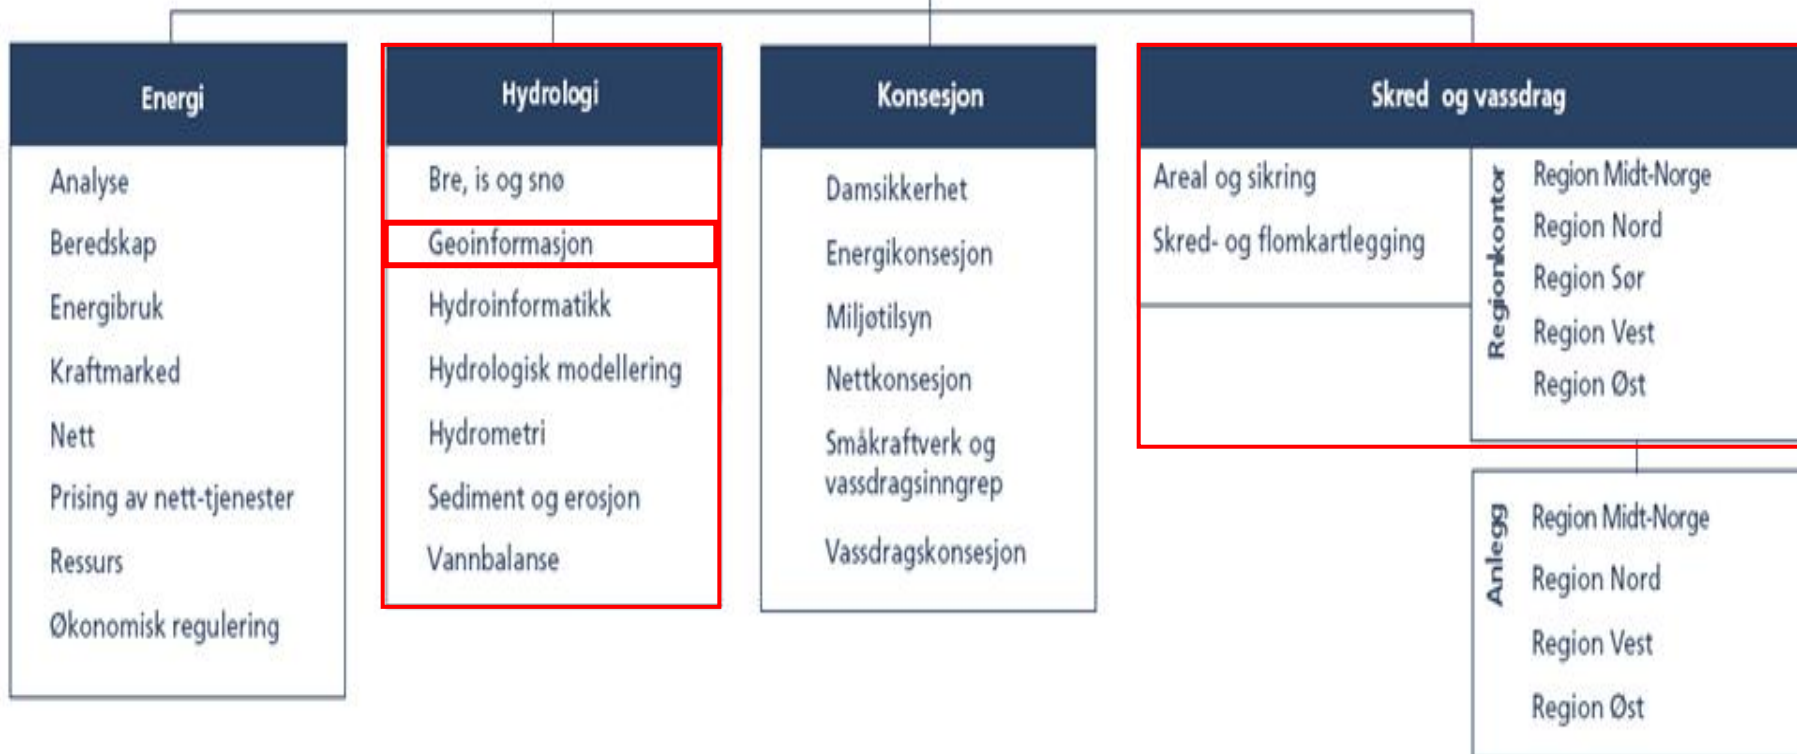 Energi
Analyse
Beredskap
Energibruk
Kraftmarked
Nett
Prising av nett-tjenester
Ressurs
Økonomisk regulering
Hydrologi
Bre, is og snø
Geoinformasjon
Hydroinformatikk
Hydrologisk modellering
Hydrometri
Sediment og erosjon
Vannbalanse
Konsesjon
Damsikkerhet
Energikonsesjon
Miljøtilsyn
Nettkonsesjon
Småkraftverk og
vassdragsinngrep
Vassdragskonsesjon
Skred og vassdrag
Areal og sikring
Skred- og flomkartlegging
Regionkontor
Region Midt-Norge
Region Nord
Region Sør
Region Vest
Region Øst
Anlegg
Region Midt-Norge
Region Nord
Region Vest
Region Øst